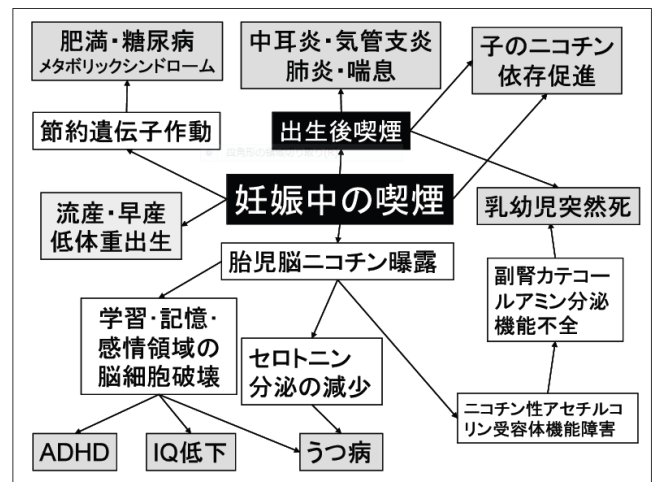 肥満・糖尿病
メタボリックシンドローム
中耳炎・気管支炎
肺炎・喘息
子のニコチン
依存促進
節約遺伝子作動
出生後喫煙
妊娠中の喫煙
流産・早産
低体重出生
乳幼児突然死
胎児脳ニコチン曝露
副腎カテコー
ルアミン分泌
機能不全
学習・記憶・
感情領域の
脳細胞破壊
セロトニン
分泌の減少
ニコチン性アセチルコ
リン受容体機能障害
ADHD
IQ低下
うつ病